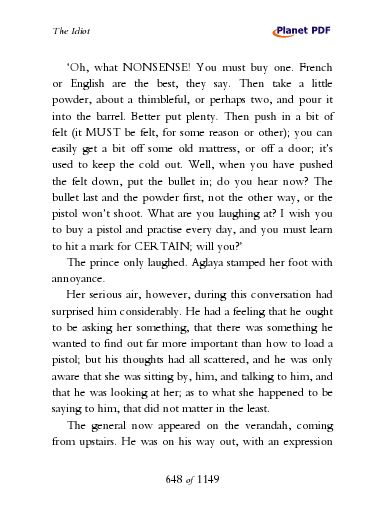 The Idiot
Planet PDF
‘Oh, what NONSENSE! You must buy one. French
or English are the best, they say. Then take a little
powder, about a thimbleful, or perhaps two, and pour it
into the barrel. Better put plenty. Then push in a bit of
felt (it MUST be felt, for some reason or other); you can
easily get a bit off some old mattress, or off a door; it’s
used to keep the cold out. Well, when you have pushed
the felt down, put the bullet in; do you hear now? The
bullet last and the powder first, not the other way, or the
pistol won’t shoot. What are you laughing at? I wish you
to buy a pistol and practise every day, and you must learn
to hit a mark for CERTAIN; will you?’
The prince only laughed. Aglaya stamped her foot with
annoyance.
Her serious air, however, during this conversation had
surprised him considerably. He had a feeling that he ought
to be asking her something, that there was something he
wanted to find out far more important than how to load a
pistol; but his thoughts had all scattered, and he was only
aware that she was sitting by, him, and talking to him, and
that he was looking at her; as to what she happened to be
saying to him, that did not matter in the least.
The general now appeared on the verandah, coming
from upstairs. He was on his way out, with an expression
648 of 1149